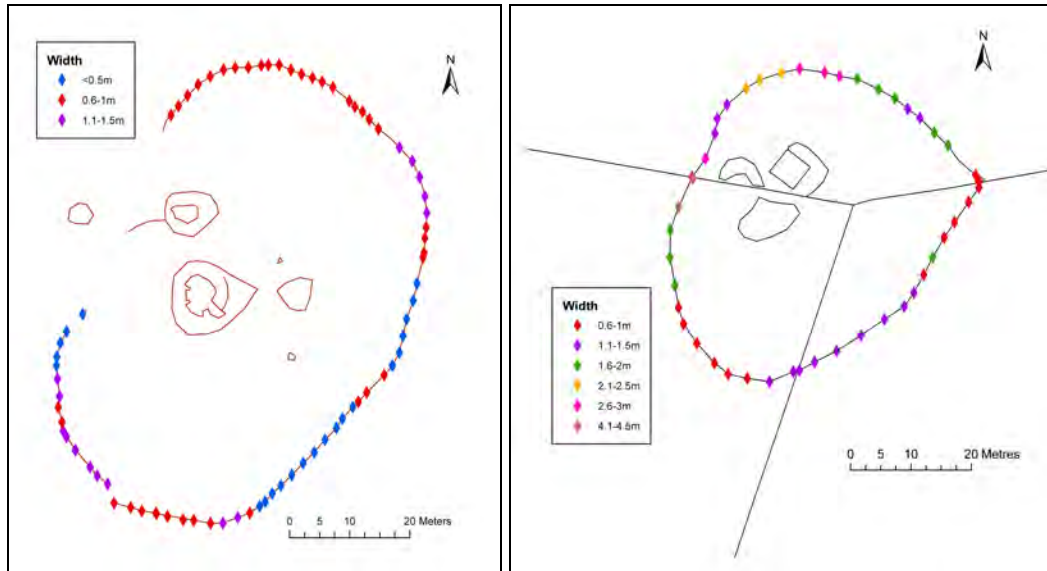 Width
<0.5m
0.6-1m
1.1-1.5m
N
0 5 10 20 Meters
N
Width
0.6-1m
1.1-1.5m
1.6-2m
2.1-2.5m
2.6-3m
4.1-4.5m
0 5 10 20 Metres